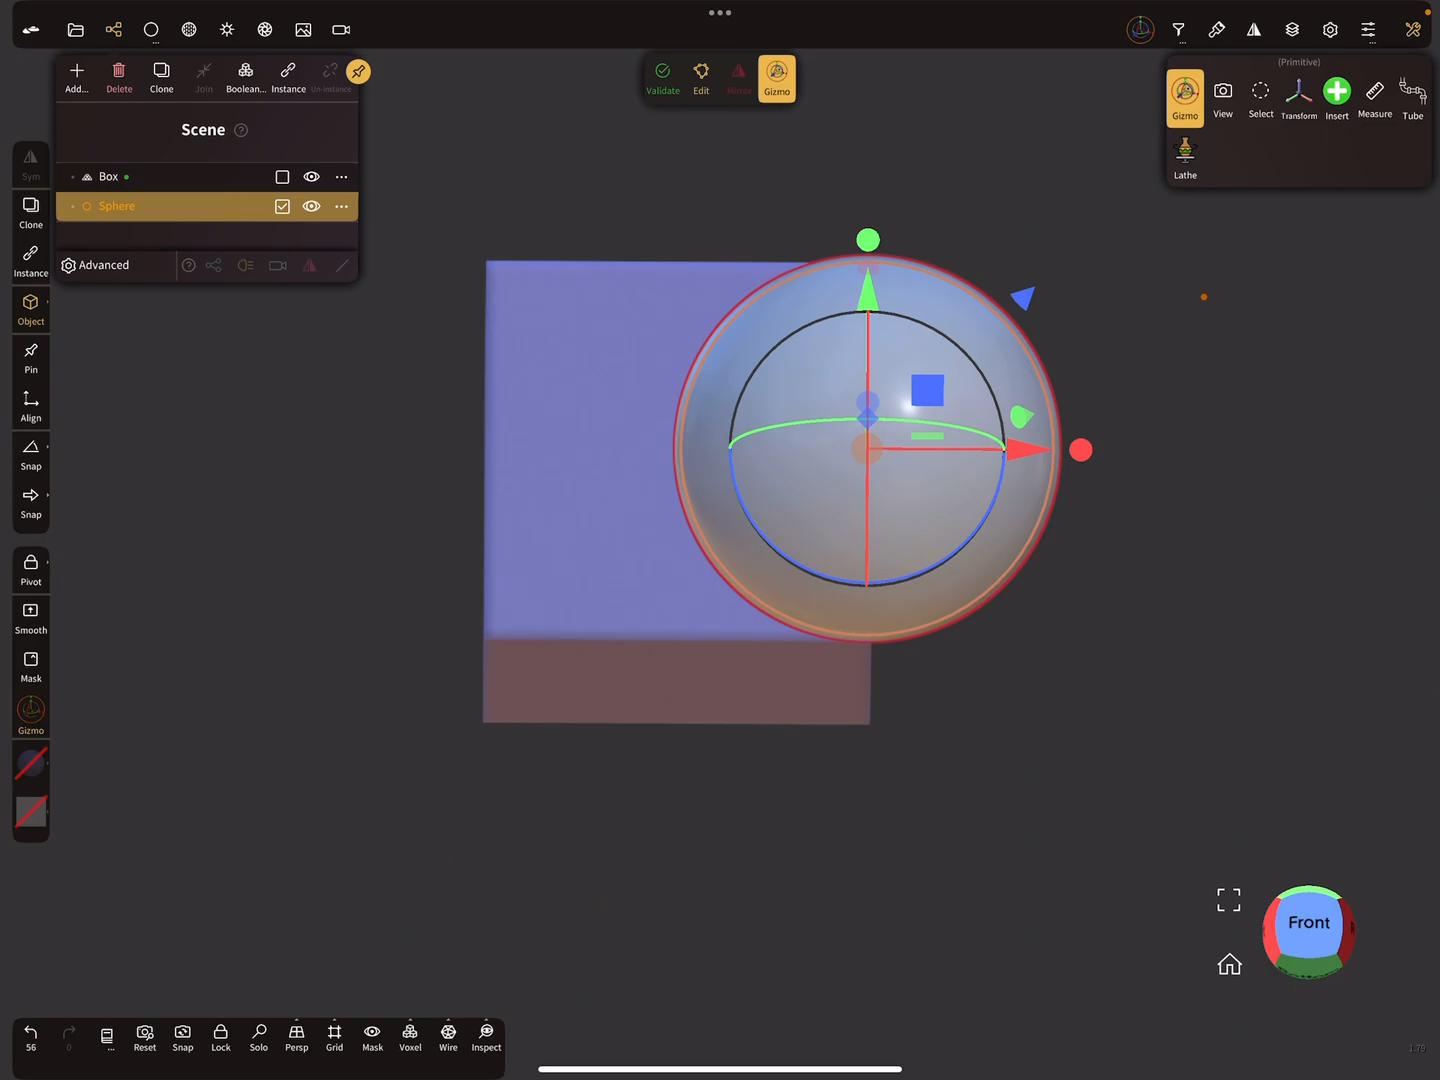 Add...
Delete
Clone
Join
Boolean...
Instance
Un-instance
Scene
?
Box
Sphere
Advanced
?
Validate
Edit
Mirror
Gizmo
(Primitive)
Gizmo
View
Select
Transform
Insert
Measure
Tube
Lathe
Sym
Clone
Instance
Object
Pin
Align
Snap
Snap
Pivot
Smooth
Mask
Gizmo
Front
56
0
...
Reset
Snap
Lock
Solo
Persp
Grid
Mask
Voxel
Wire
Inspect
1.79